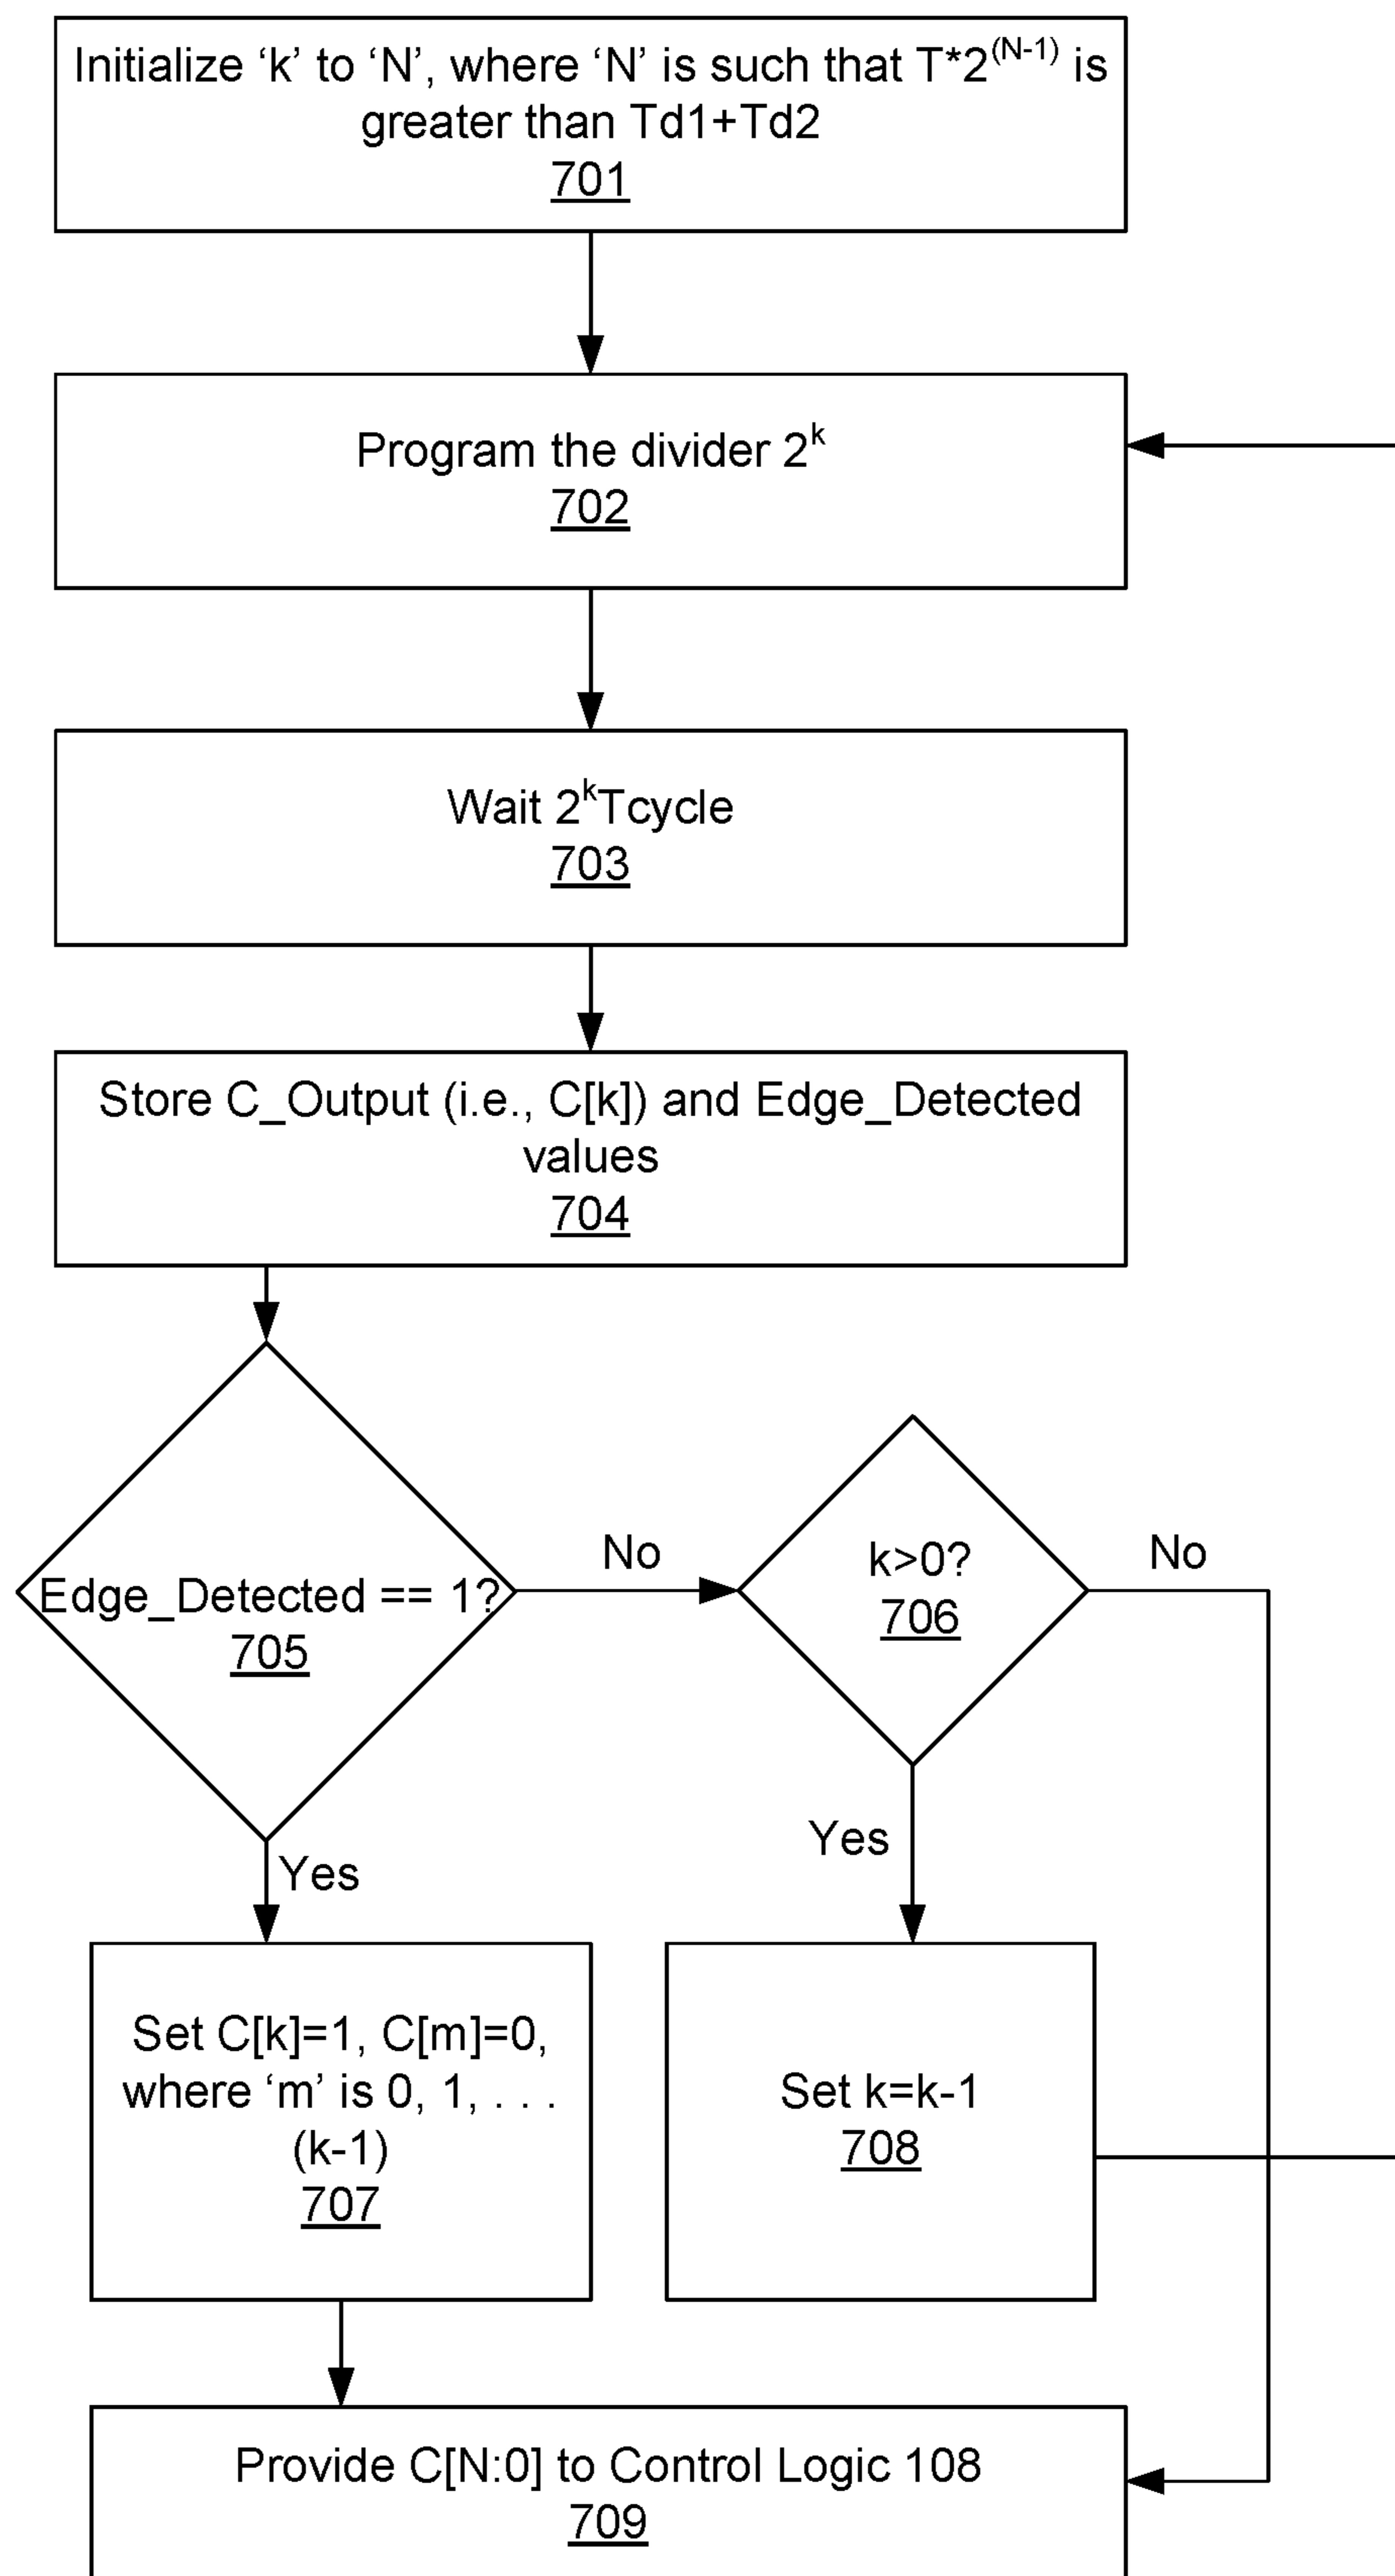 Initialize ‘k’ to ‘N’, where ‘N’ is such that T*2^(N-1) is
greater than Td1+Td2
701
Program the divider 2^k
702
Wait 2^kTcycle
703
Store C_Output (i.e., C[k]) and Edge_Detected
values
704
Edge_Detected == 1?
705
No
k>0?
706
No
Yes
Yes
Set C[k]=1, C[m]=0,
where ‘m’ is 0, 1, . . .
(k-1)
707
Set k=k-1
708
Provide C[N:0] to Control Logic 108
709